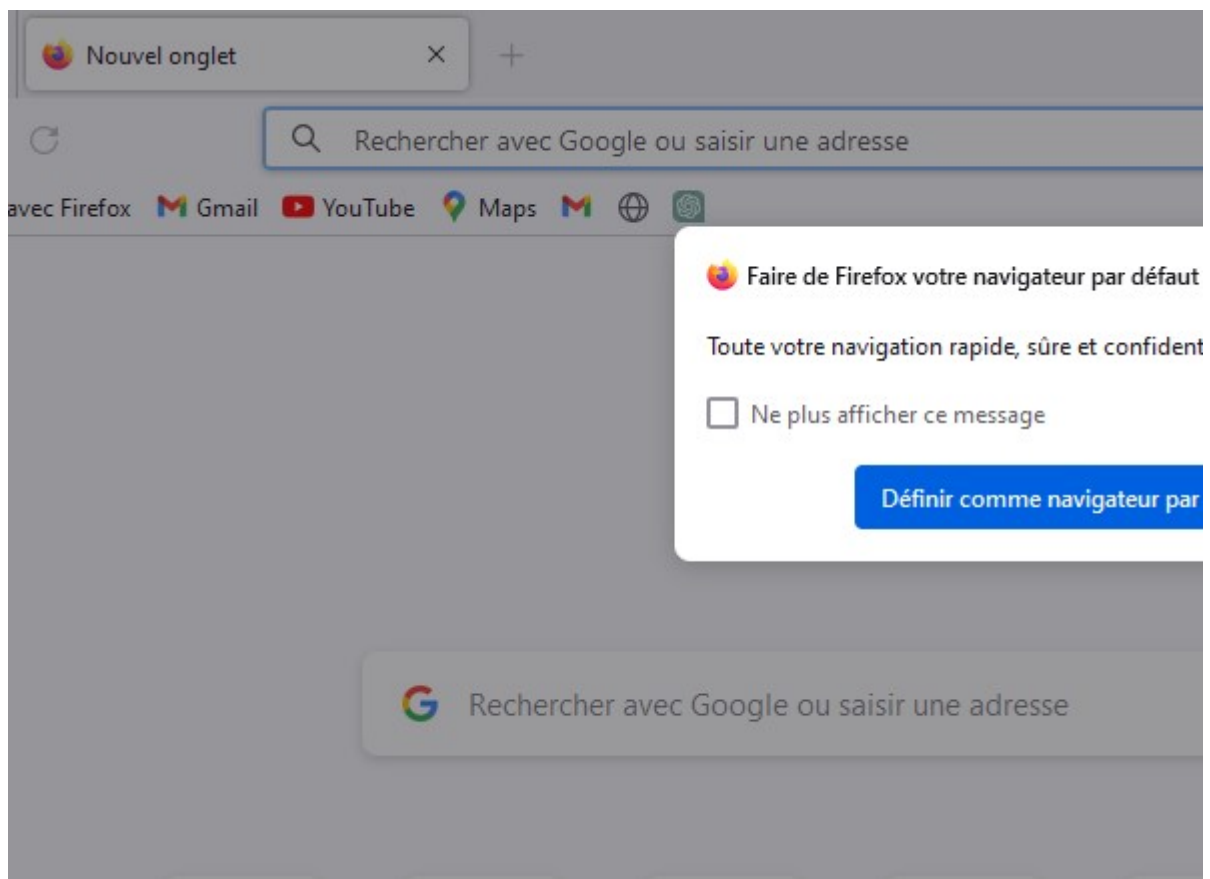 Nouvel onglet
Rechercher avec Google ou saisir une adresse
avec Firefox Gmail YouTube Maps
Faire de Firefox votre navigateur par défaut
Toute votre navigation rapide, sûre et confident
Ne plus afficher ce message
Définir comme navigateur par
Rechercher avec Google ou saisir une adresse